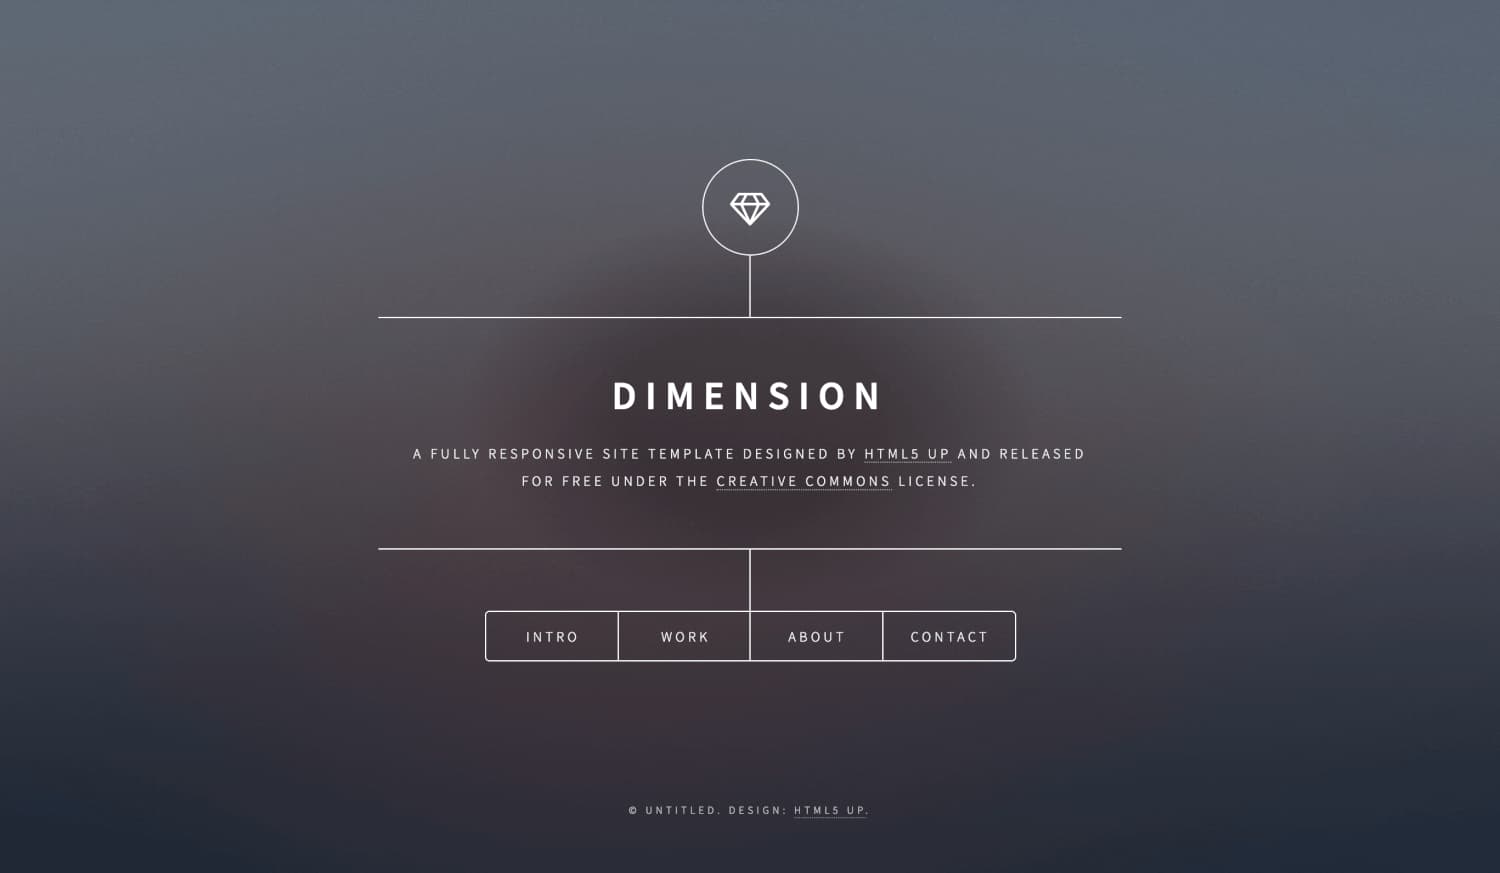 DIMENSION
A FULLY RESPONSIVE SITE TEMPLATE DESIGNED BY HTML5 UP AND RELEASED
FOR FREE UNDER THE CREATIVE COMMONS LICENSE.
INTRO WORK ABOUT CONTACT
© UNTITLED. DESIGN: HTML5 UP.